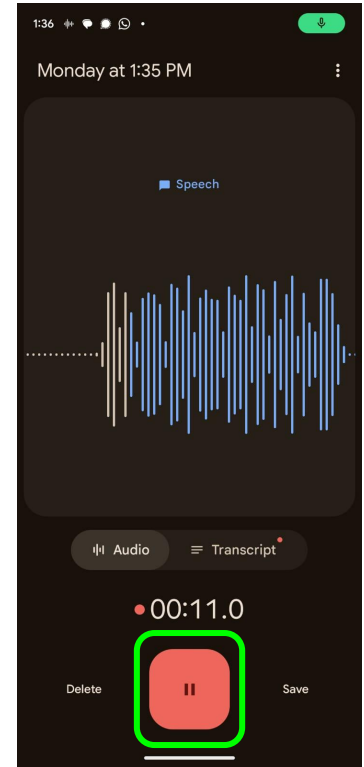 1:36
Monday at 1:35 PM
Speech
Audio
Transcript
00:11.0
Delete
Save